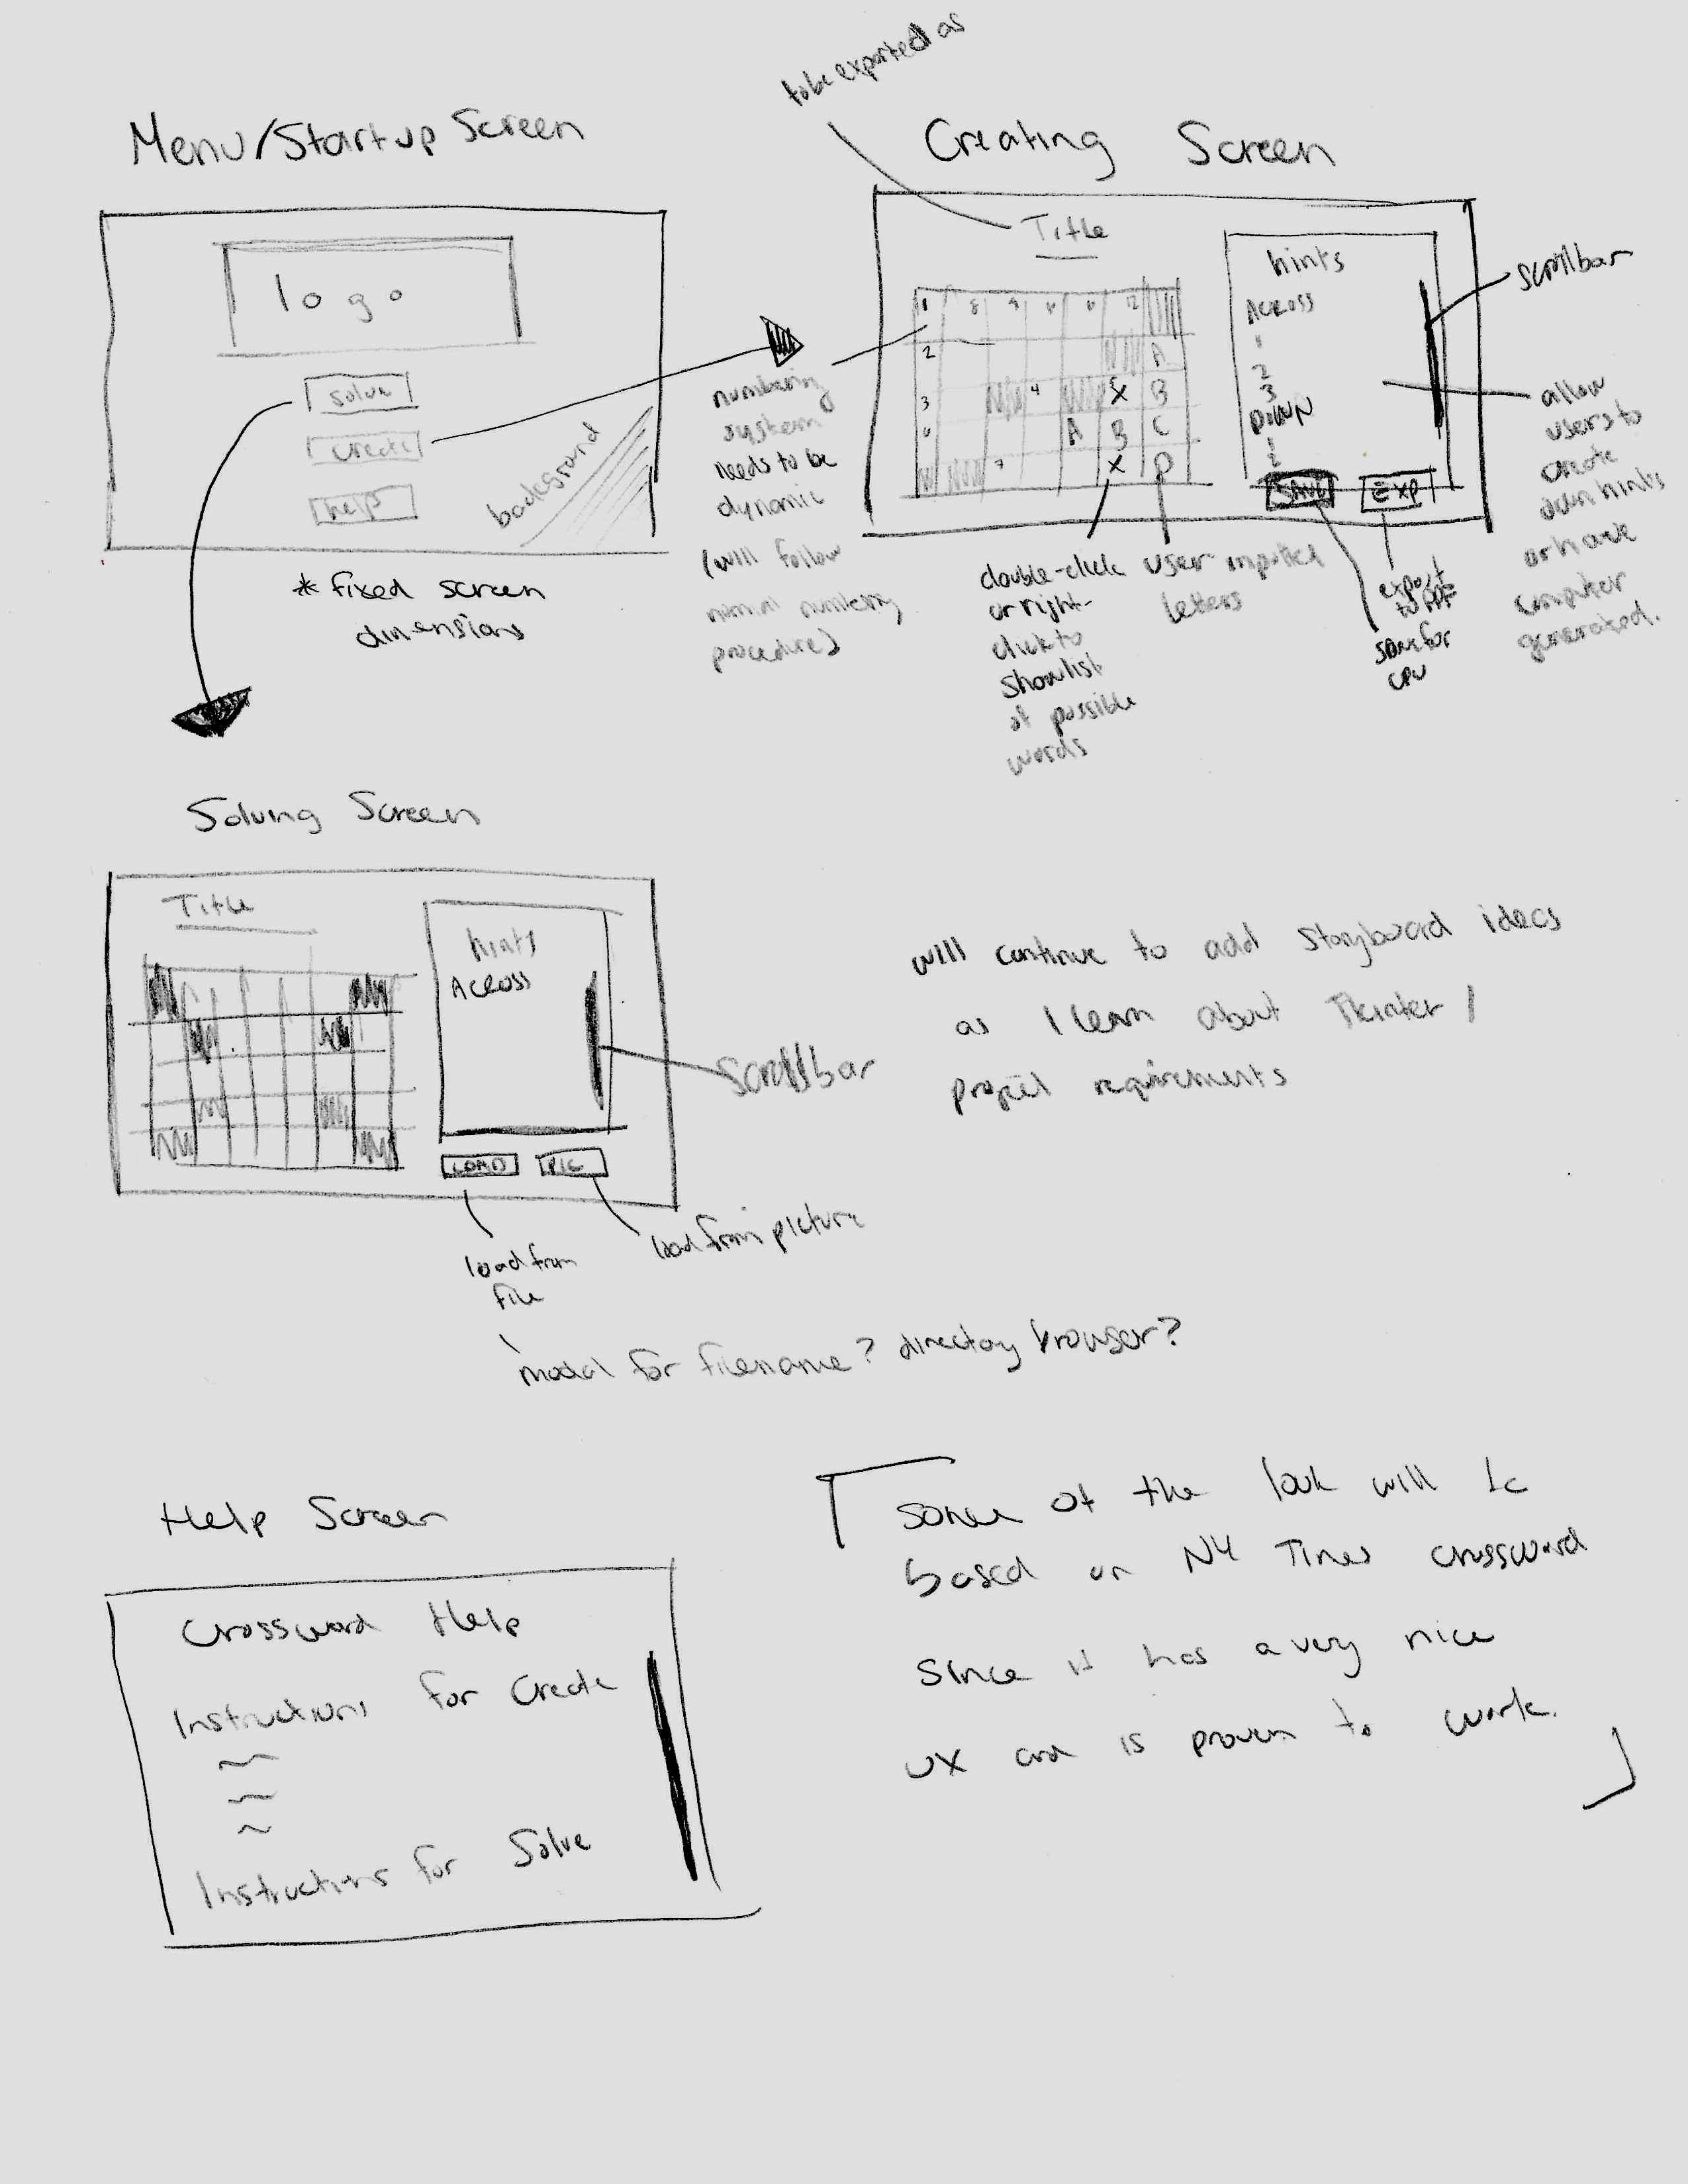 to be exported as
Menu/Startup Screen
Creating Screen
logo
solve
create
help
background
* fixed screen
dimensions
numbering
system
needs to be
dynamic
(will follow
normal numbering
procedure)
Title
1 8 9 12
2 A
3 4 X B
6 A B C
7 X D
hints
Across
1
2
3
Down
1
2
SAVE
EXP
scrollbar
allow
users to
create
own hints
or have
computer
generated.
double-click
or right-
click to
show list
of possible
words
user inputted
letters
export
to PDF
save for
CPU
Solving Screen
Title
hints
Across
Scrollbar
LOAD
PIC
load from
file
load from picture
modal for filename? directory browser?
will continue to add storyboard ideas
as I learn about Tkinter /
project requirements
Help Screen
Crossword Help
Instructions for Create
Instructions for Solve
some of the look will be
based on NY Times crossword
since it has a very nice
UX and is proven to work.